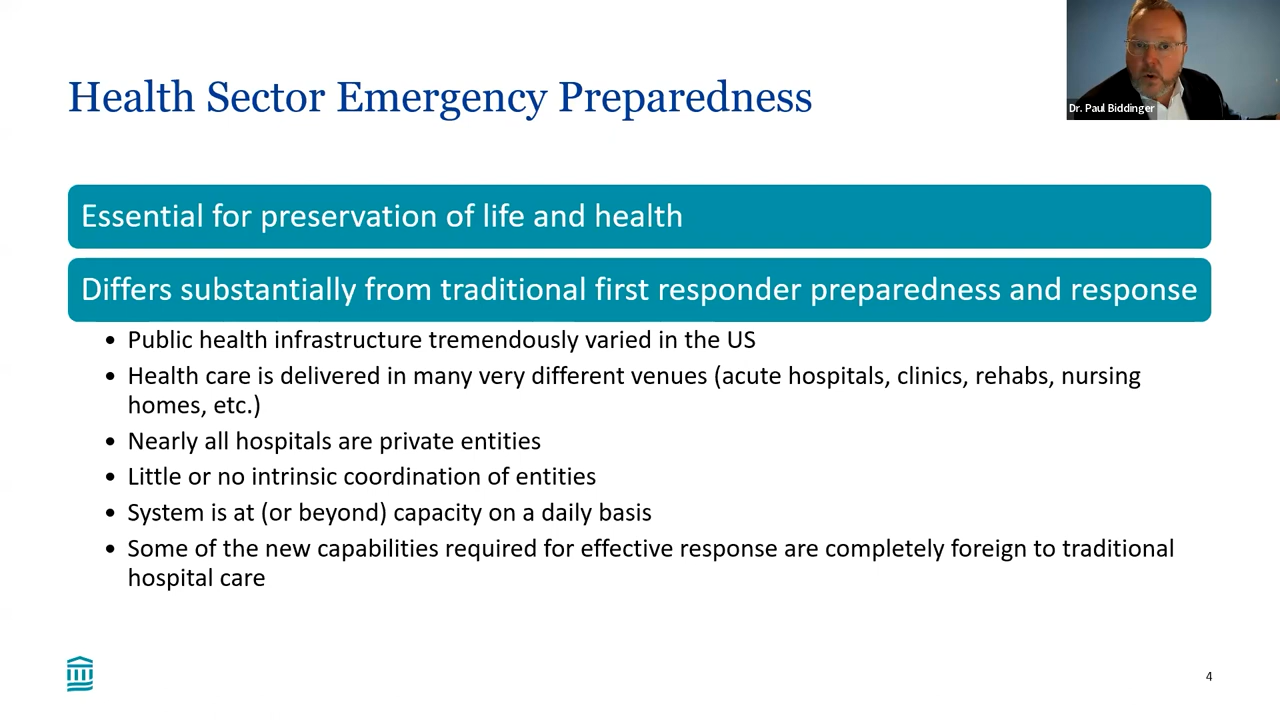 Health Sector Emergency Preparedness
Dr. Paul Biddinger
Essential for preservation of life and health
Differs substantially from traditional first responder preparedness and response
• Public health infrastructure tremendously varied in the US
• Health care is delivered in many very different venues (acute hospitals, clinics, rehabs, nursing
homes, etc.)
• Nearly all hospitals are private entities
• Little or no intrinsic coordination of entities
• System is at (or beyond) capacity on a daily basis
• Some of the new capabilities required for effective response are completely foreign to traditional
hospital care
4